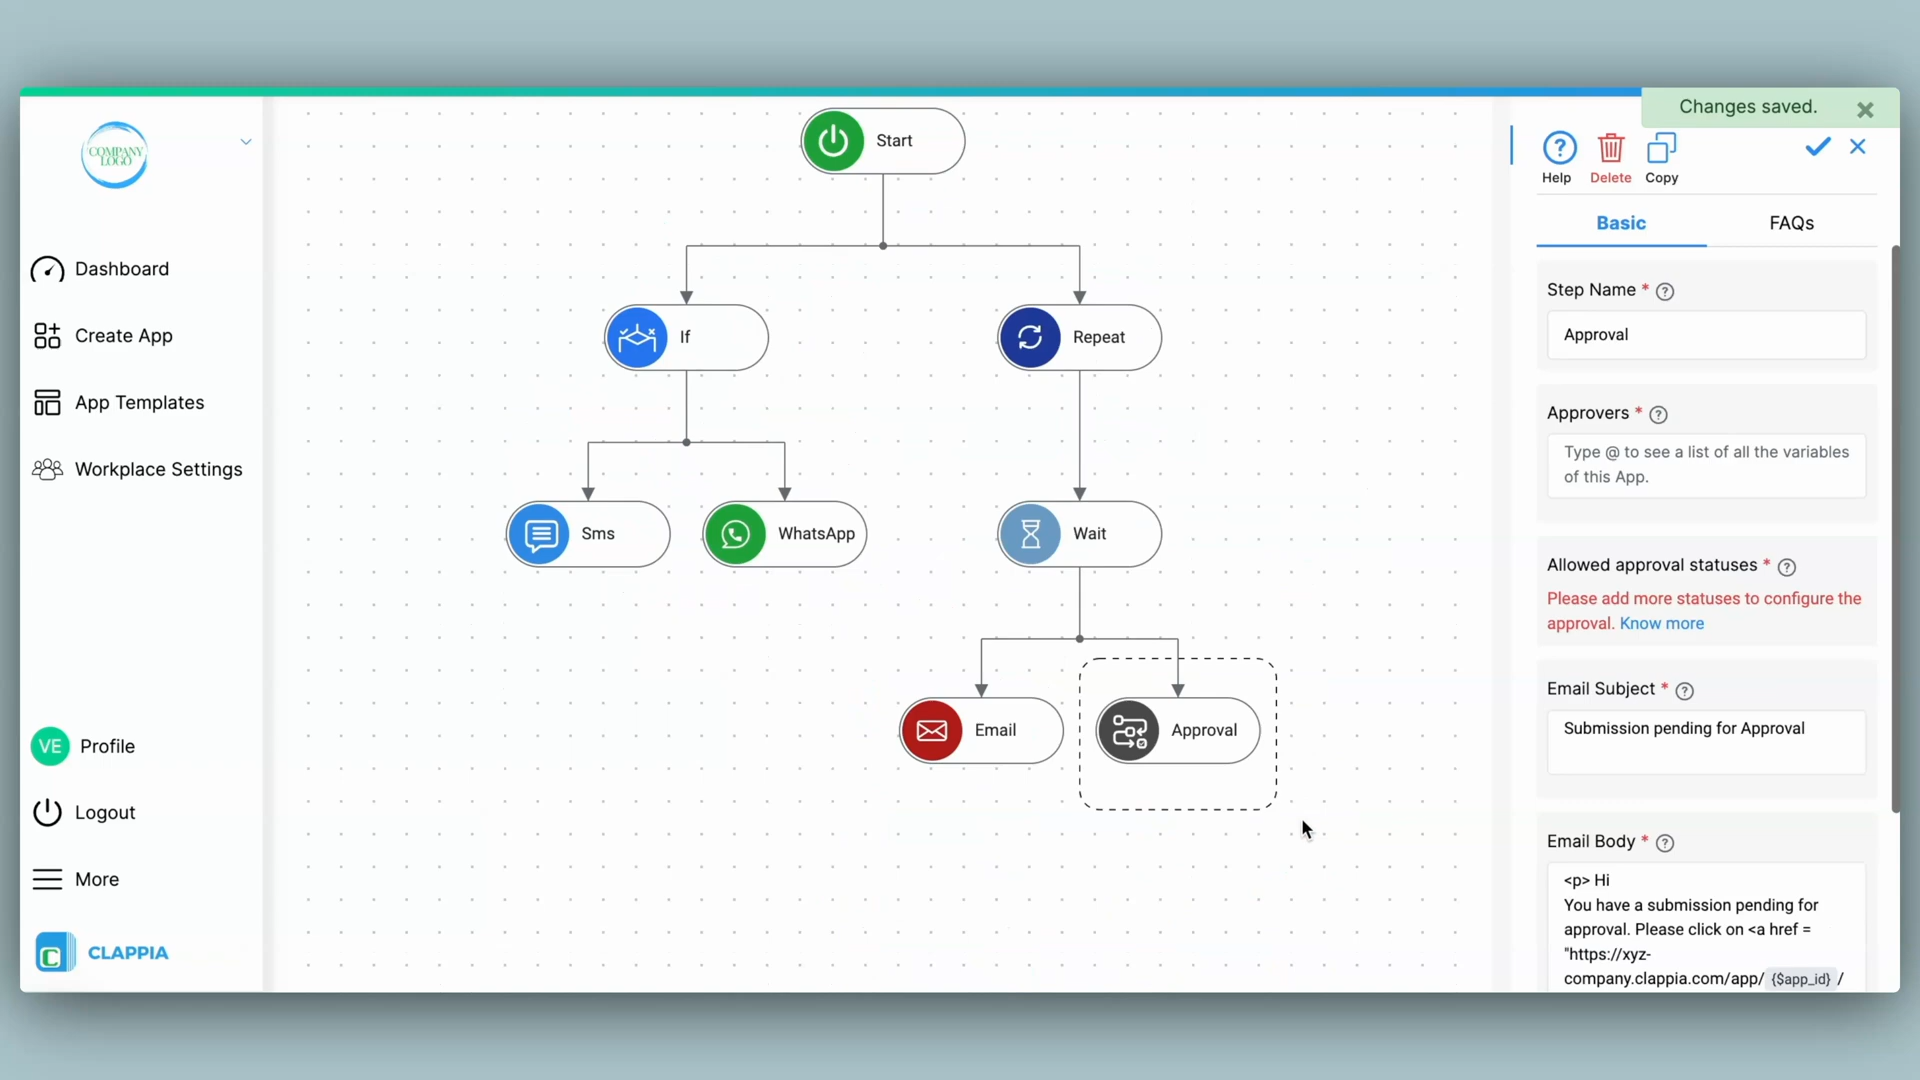 Changes saved.
COMPANY
LOGO
Dashboard
Create App
App Templates
Workplace Settings
VE Profile
Logout
More
C CLAPPIA
Start
If
Repeat
Sms
WhatsApp
Wait
Email
Approval
Help Delete Copy
Basic FAQs
Step Name * ?
Approval
Approvers * ?
Type @ to see a list of all the variables
of this App.
Allowed approval statuses * ?
Please add more statuses to configure the
approval. Know more
Email Subject * ?
Submission pending for Approval
Email Body * ?
<p> Hi
You have a submission pending for
approval. Please click on <a href =
"https://xyz-
company.clappia.com/app/ {$app_id} /